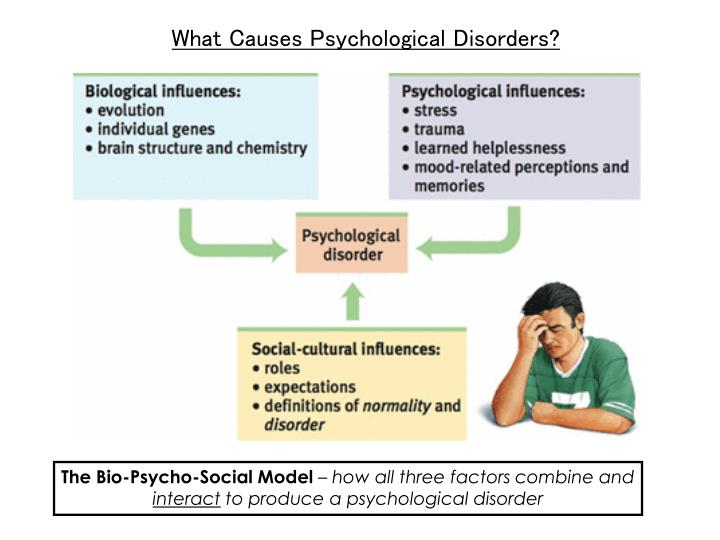 What Causes Psychological Disorders?
Biological influences:
• evolution
• individual genes
• brain structure and chemistry
Psychological influences:
• stress
• trauma
• learned helplessness
• mood-related perceptions and
memories
Psychological
disorder
Social-cultural influences:
• roles
• expectations
• definitions of normality and
disorder
The Bio-Psycho-Social Model – how all three factors combine and
interact to produce a psychological disorder